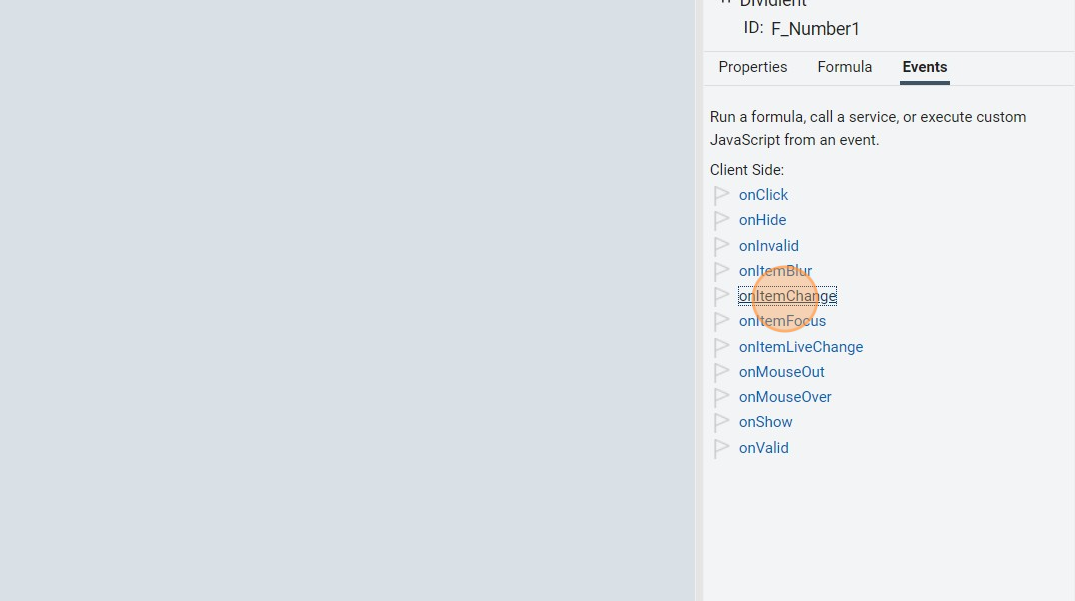 Dividient
ID: F_Number1
Properties Formula Events
Run a formula, call a service, or execute custom
JavaScript from an event.
Client Side:
onClick
onHide
onInvalid
onItemBlur
onItemChange
onItemFocus
onItemLiveChange
onMouseOut
onMouseOver
onShow
onValid